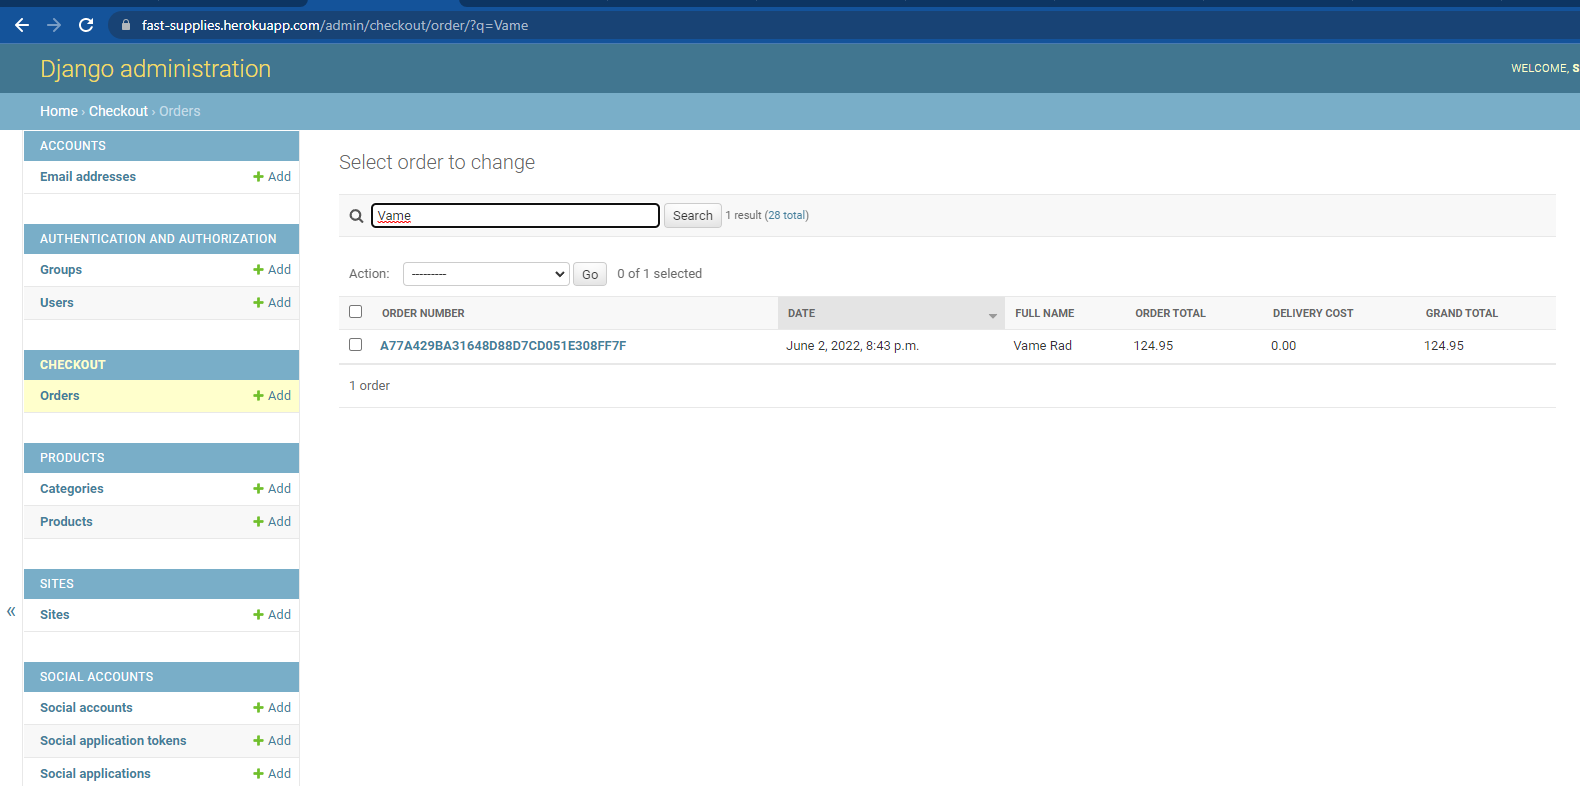 fast-supplies.herokuapp.com/admin/checkout/order/?q=Vame
Django administration
WELCOME, S
Home › Checkout › Orders
ACCOUNTS
Email addresses + Add
AUTHENTICATION AND AUTHORIZATION
Groups + Add
Users + Add
CHECKOUT
Orders + Add
PRODUCTS
Categories + Add
Products + Add
SITES
Sites + Add
SOCIAL ACCOUNTS
Social accounts + Add
Social application tokens + Add
Social applications + Add
«
Select order to change
Vame Search 1 result (28 total)
Action: --------- Go 0 of 1 selected
ORDER NUMBER DATE FULL NAME ORDER TOTAL DELIVERY COST GRAND TOTAL
A77A429BA31648D88D7CD051E308FF7F June 2, 2022, 8:43 p.m. Vame Rad 124.95 0.00 124.95
1 order